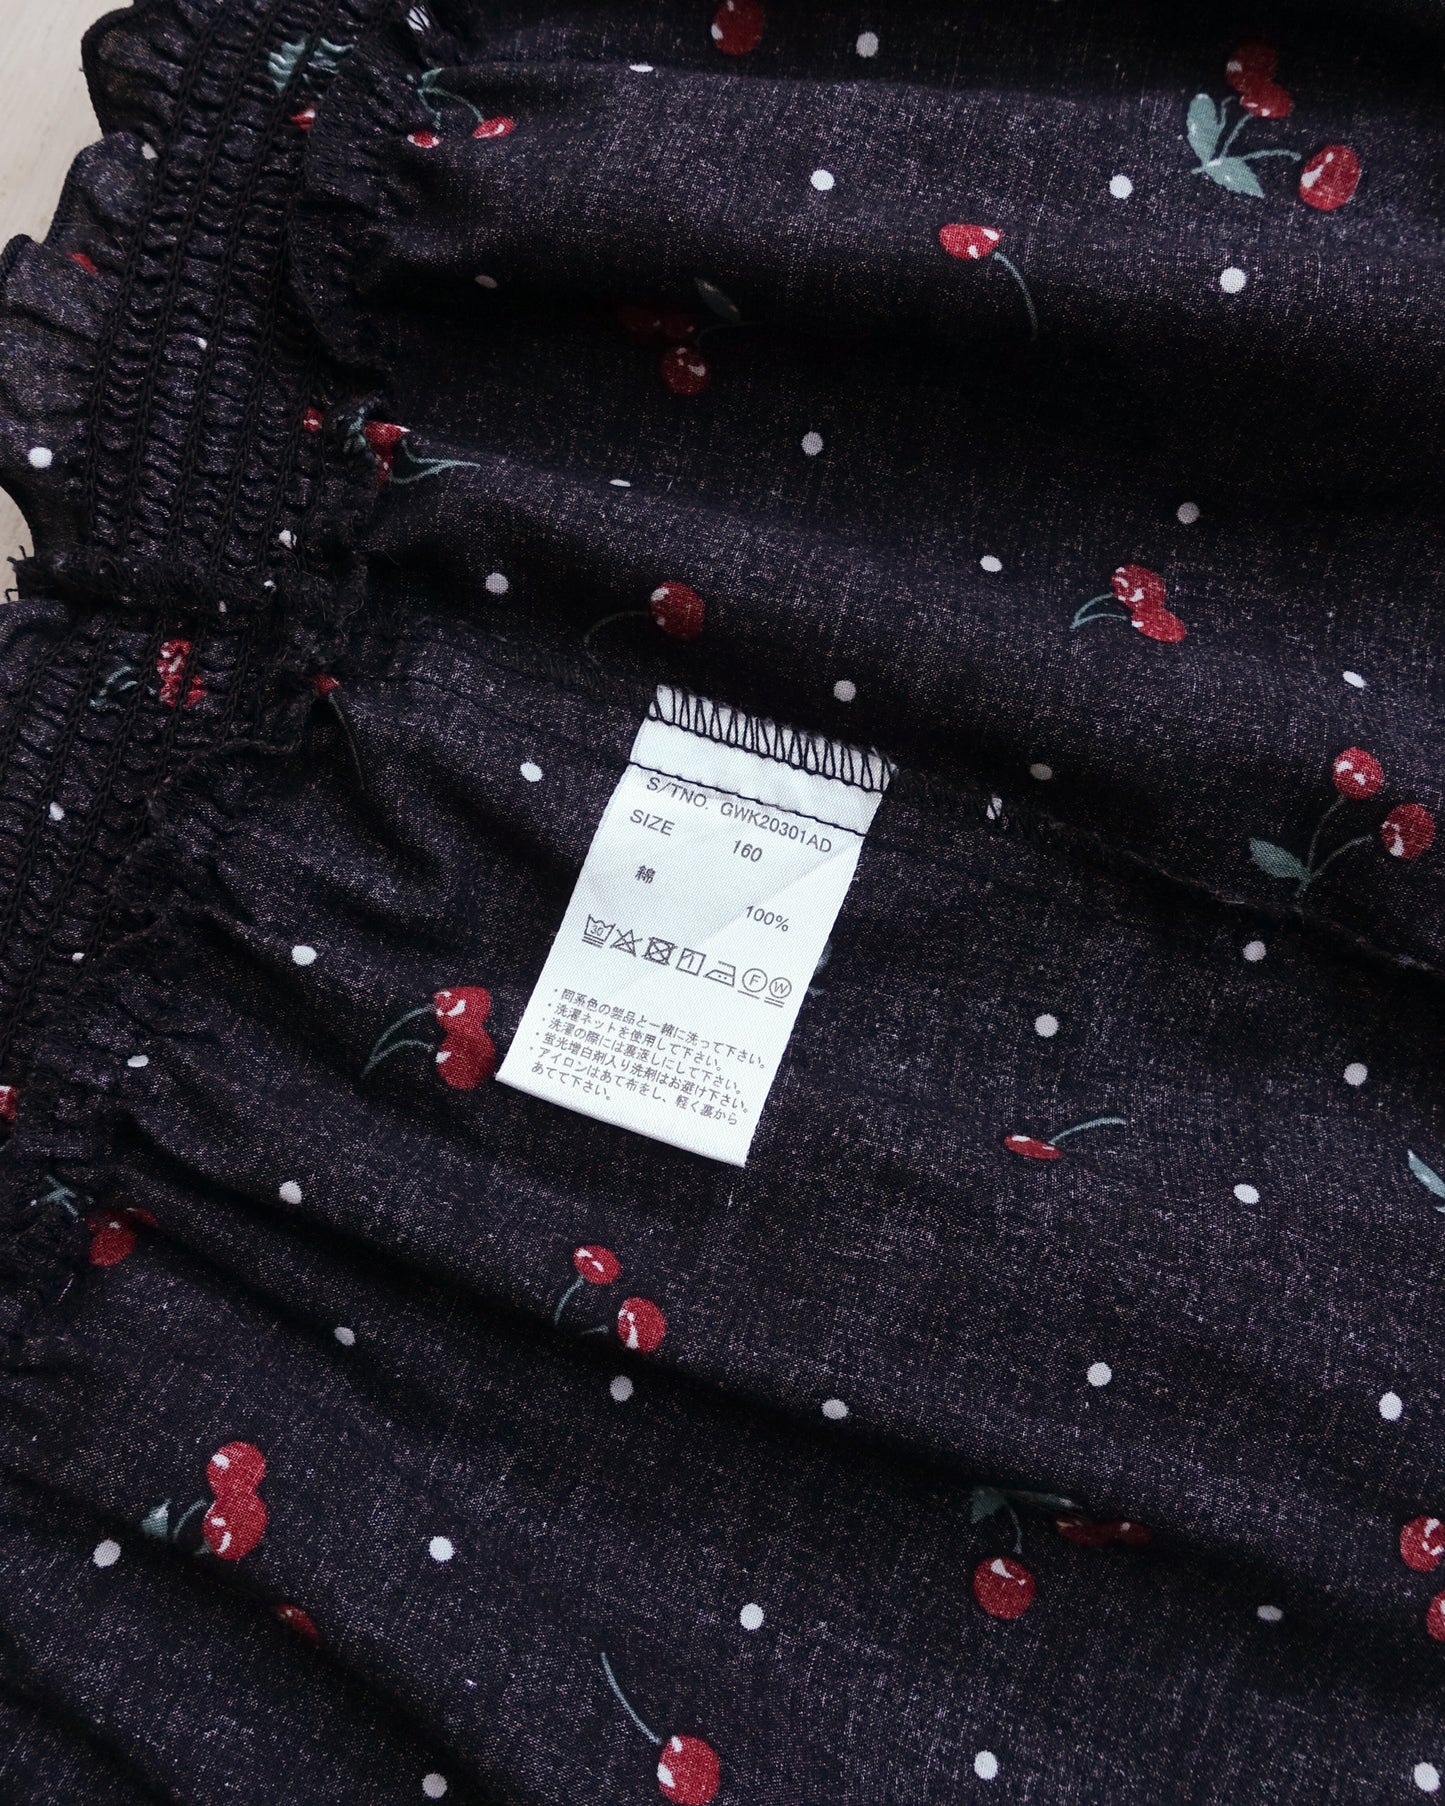 S/TNO. GWK20301AD
SIZE 160
綿 100%
30 1 F W
・同系色の製品と一緒に洗って下さい。
・洗濯ネットを使用して下さい。
・洗濯の際には裏返しにして下さい。
・蛍光増白剤入り洗剤はお避け下さい。
・アイロンはあて布をし、軽く裏から
あてて下さい。